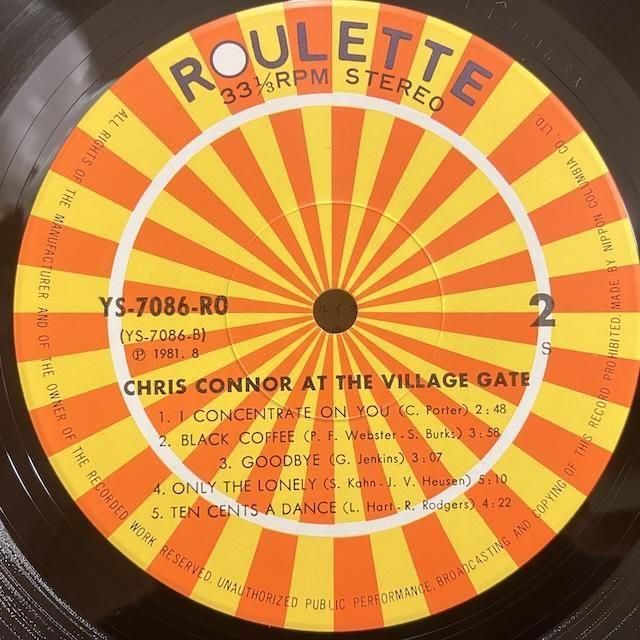 ROULETTE
33⅓RPM STEREO
YS-7086-RO
(YS-7086-B)
Ⓟ 1981. 8
2
S
CHRIS CONNOR AT THE VILLAGE GATE
1. I CONCENTRATE ON YOU (C. Porter) 2:48
2. BLACK COFFEE (P. F. Webster - S. Burks) 3:58
3. GOODBYE (G. Jenkins) 3:07
4. ONLY THE LONELY (S. Kahn - J. V. Heusen) 5:10
5. TEN CENTS A DANCE (L. Hart - R. Rodgers) 4:22
ALL RIGHTS OF THE MANUFACTURER AND OF THE OWNER OF THE RECORDED WORK RESERVED. UNAUTHORIZED PUBLIC PERFORMANCE, BROADCASTING AND COPYING OF THIS RECORD PROHIBITED. MADE BY NIPPON COLUMBIA CO., LTD.